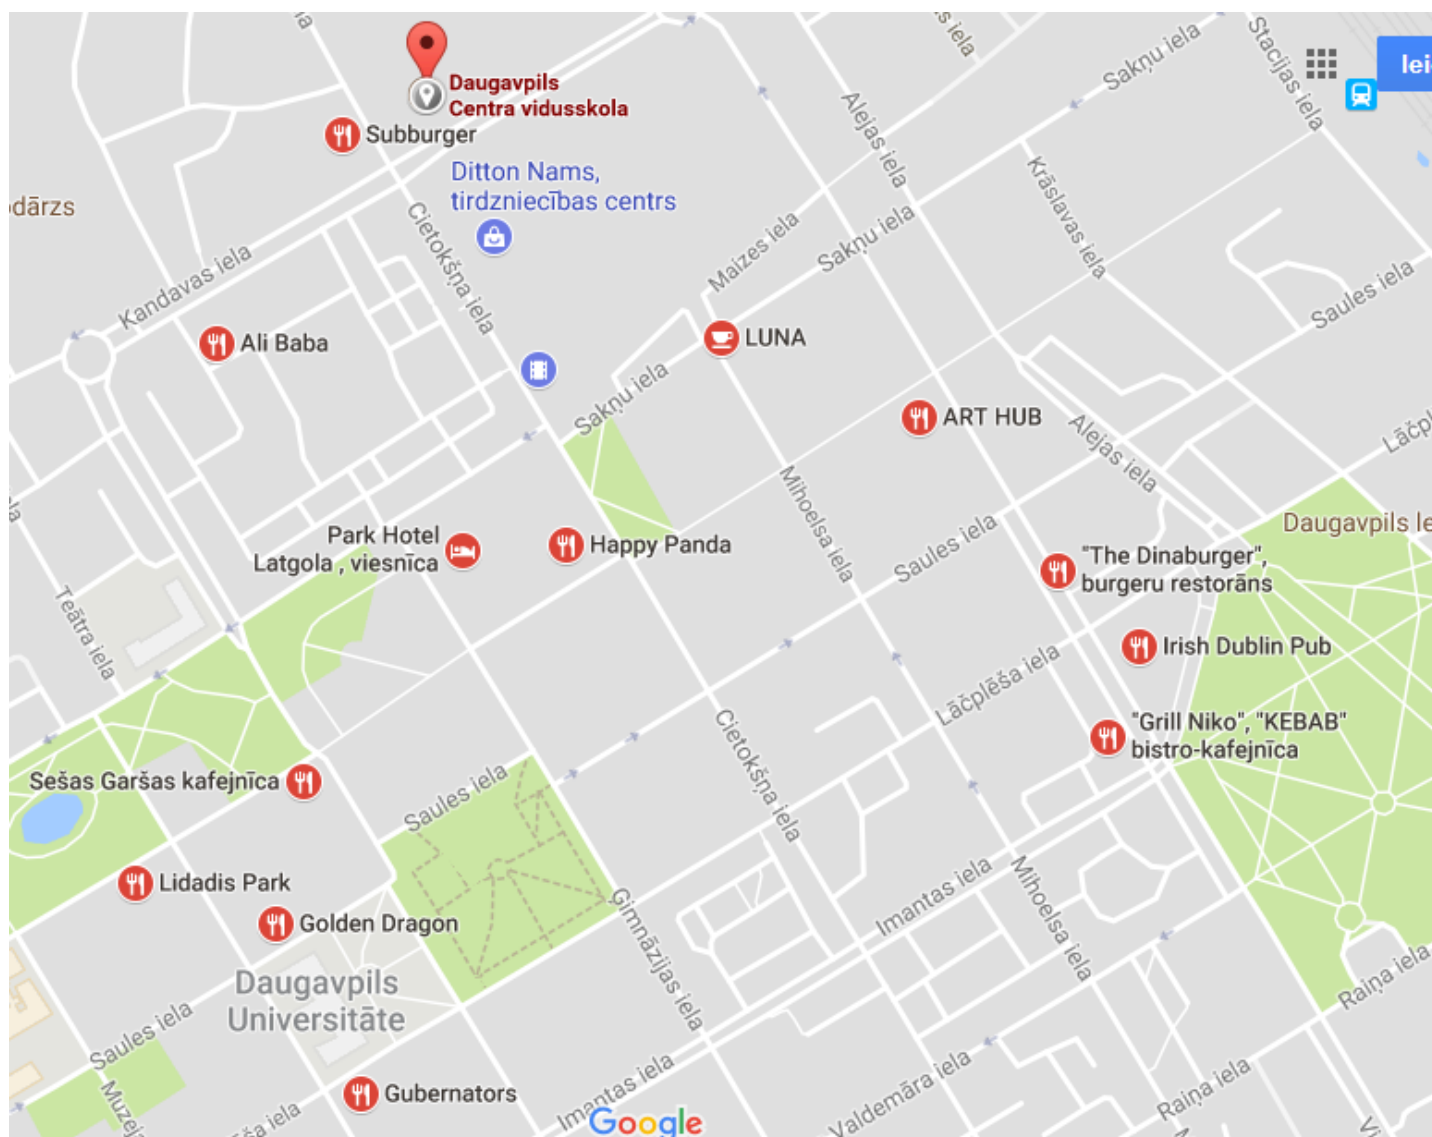 Daugavpils
Centra vidusskola
Subburger
Ditton Nams,
tirdzniecības centrs
Sakņu iela
Stacijas iela
Alejas iela
Krāslavas iela
Cietokšņa iela
Maizes iela
Sakņu iela
Kandavas iela
Saules iela
Ali Baba
LUNA
Sakņu iela
ART HUB
Alejas iela
Mihoelsa iela
Daugavpils
Park Hotel
Latgola , viesnīca
Happy Panda
Saules iela
"The Dinaburger",
burgeru restorāns
Teātra iela
Irish Dublin Pub
Lāčplēša iela
"Grill Niko", "KEBAB"
bistro-kafejnīca
Cietokšņa iela
Sešas Garšas kafejnīca
Saules iela
Lidadis Park
Golden Dragon
Imantas iela
Mihoelsa iela
Ģimnāzijas iela
Daugavpils
Universitāte
Raiņa iela
Saules iela
Gubernators
Imantas iela
Valdemāra iela
Raiņa iela
Google